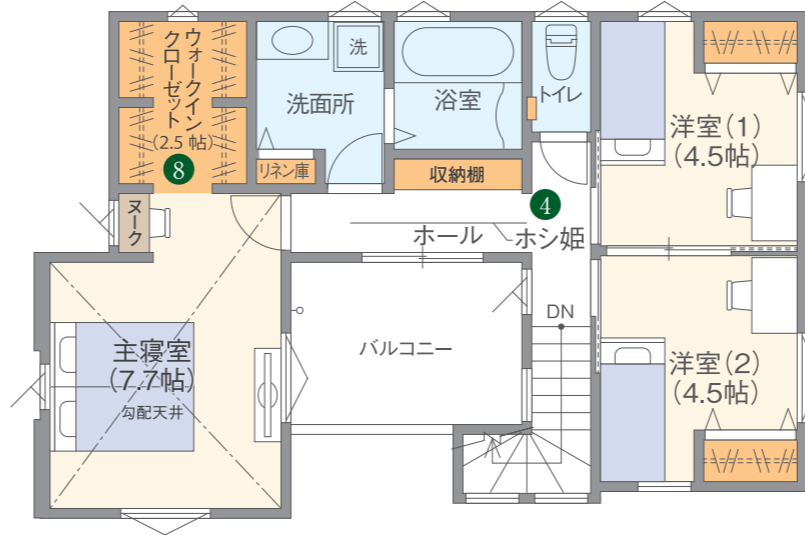 ウォークイン
クローゼット
(2.5 帖)
8
洗
洗面所
リネン庫
浴室
トイレ
収納棚
4
洋室(1)
(4.5帖)
ヌーク
ホール
ホシ姫
主寝室
(7.7帖)
勾配天井
バルコニー
DN
洋室(2)
(4.5帖)